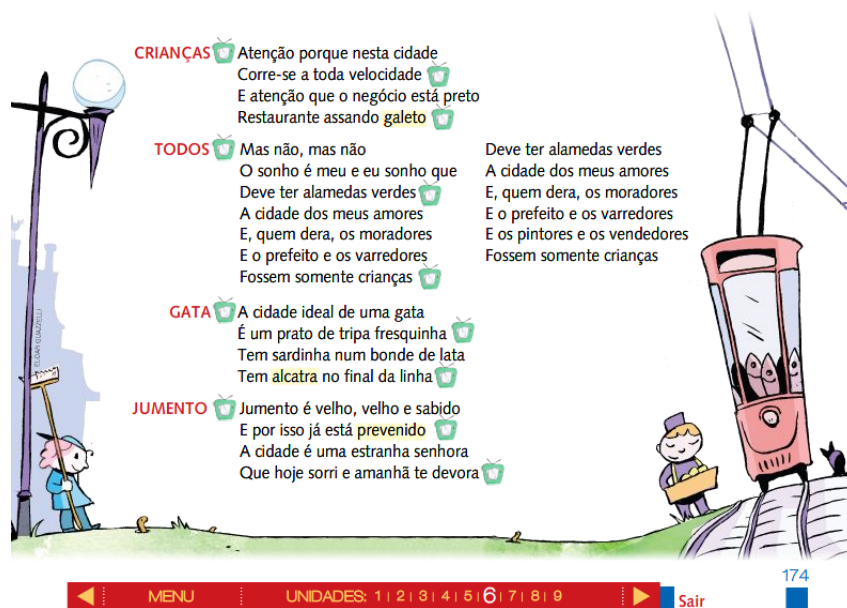 CRIANÇAS Atenção porque nesta cidade
Corre-se a toda velocidade
E atenção que o negócio está preto
Restaurante assando galeto
TODOS Mas não, mas não
O sonho é meu e eu sonho que
Deve ter alamedas verdes
A cidade dos meus amores
E, quem dera, os moradores
E o prefeito e os varredores
Fossem somente crianças
Deve ter alamedas verdes
A cidade dos meus amores
E, quem dera, os moradores
E o prefeito e os varredores
E os pintores e os vendedores
Fossem somente crianças
GATA A cidade ideal de uma gata
É um prato de tripa fresquinha
Tem sardinha num bonde de lata
Tem alcatra no final da linha
JUMENTO Jumento é velho, velho e sabido
E por isso já está prevenido
A cidade é uma estranha senhora
Que hoje sorri e amanhã te devora
ELOAR GUAZZELLI
174
MENU UNIDADES: 1 | 2 | 3 | 4 | 5 | 6 | 7 | 8 | 9 Sair